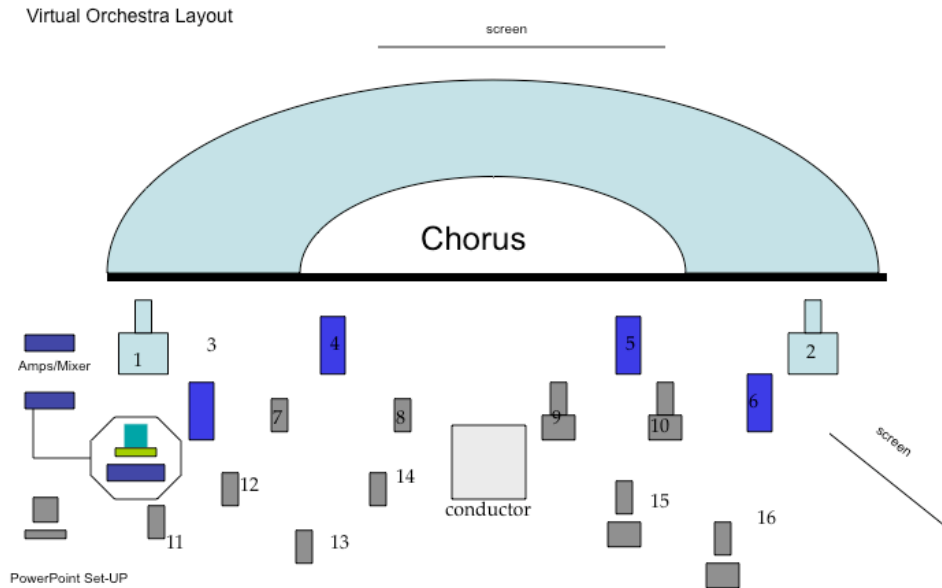 Virtual Orchestra Layout
screen
Chorus
1
3
4
5
2
Amps/Mixer
6
7
8
9
10
screen
12
14
conductor
15
11
13
16
PowerPoint Set-UP